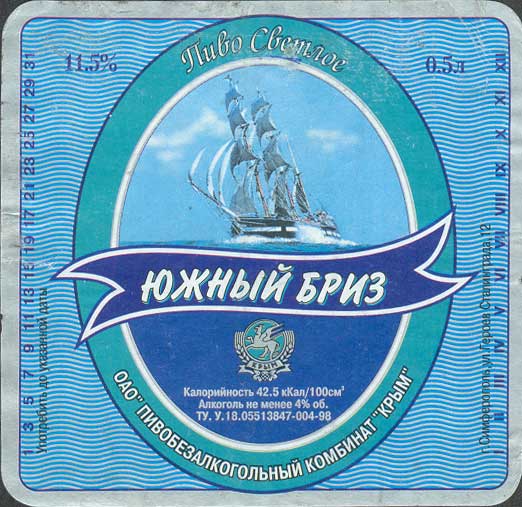 Пиво Светлое
11.5%
0.5л
ЮЖНЫЙ БРИЗ
КРЫМ
Калорийность 42.5 кКал/100см³
Алкоголь не менее 4% об.
ТУ. У.18.05513847-004-98
ОАО "ПИВОБЕЗАЛКОГОЛЬНЫЙ КОМБИНАТ "КРЫМ"
1 3 5 7 9 11 13 15 17 19 21 23 25 27 29 31
Употребить до указанной даты
I II III IV V VI VII VIII IX X XI XII
г.Симферополь, ул.Героев Сталинграда 12